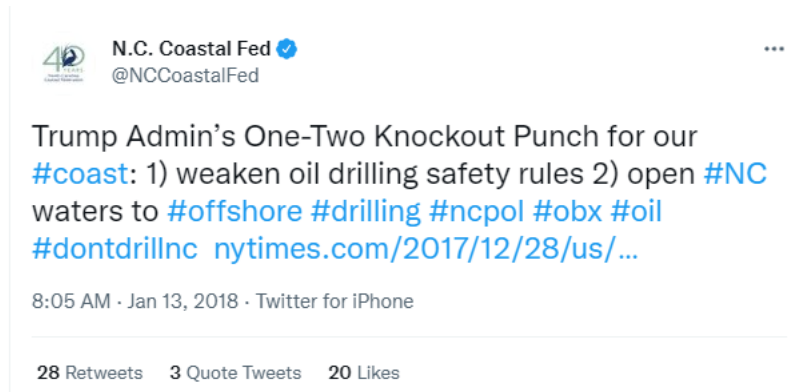 N.C. Coastal Fed
@NCCoastalFed
Trump Admin’s One-Two Knockout Punch for our
#coast: 1) weaken oil drilling safety rules 2) open #NC
waters to #offshore #drilling #ncpol #obx #oil
#dontdrillnc nytimes.com/2017/12/28/us/...
8:05 AM · Jan 13, 2018 · Twitter for iPhone
28 Retweets 3 Quote Tweets 20 Likes